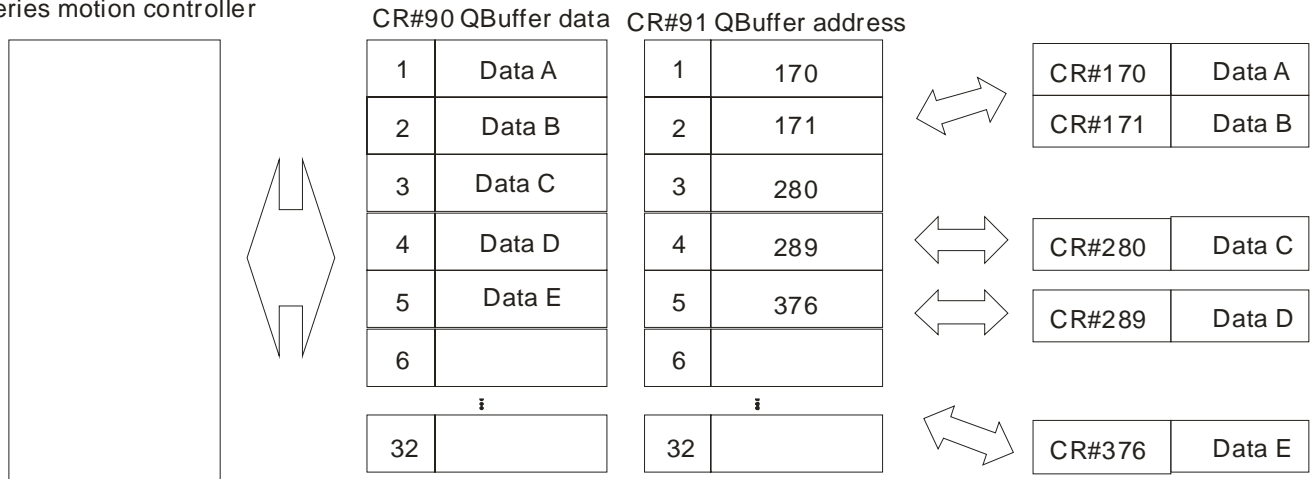 eries motion controller
CR#90 QBuffer data CR#91 QBuffer address
1 Data A 1 170 CR#170 Data A
2 Data B 2 171 CR#171 Data B
3 Data C 3 280
4 Data D 4 289 CR#280 Data C
5 Data E 5 376 CR#289 Data D
6 6
32 32 CR#376 Data E